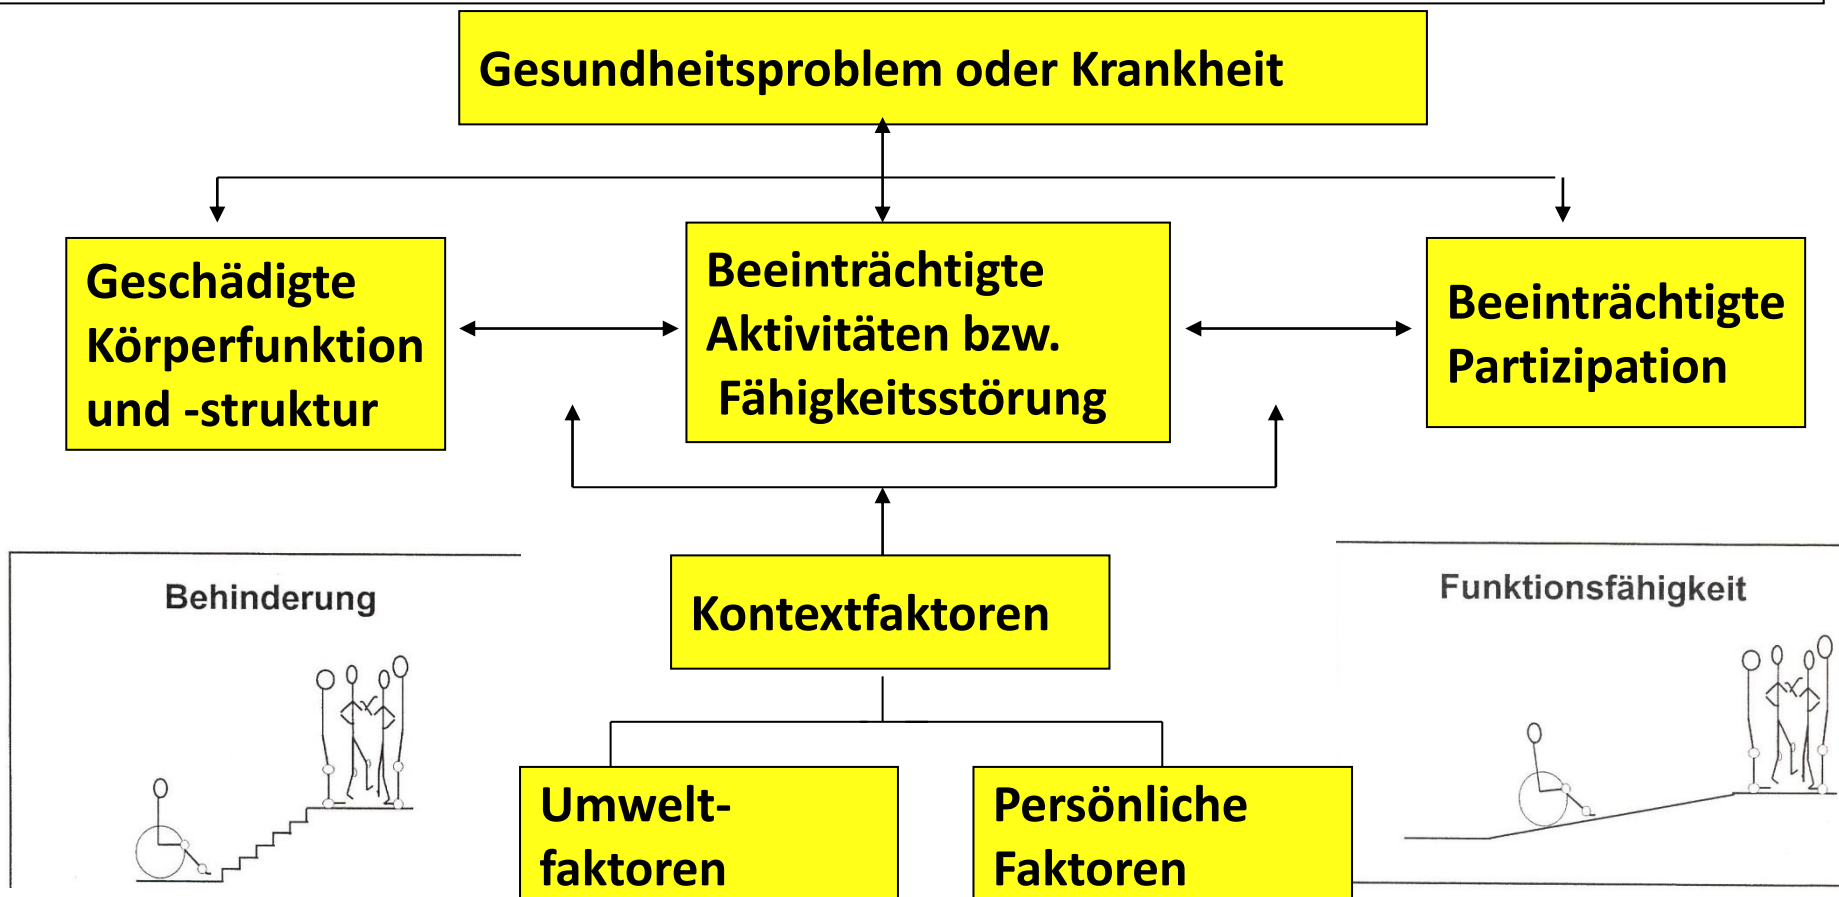 Gesundheitsproblem oder Krankheit
Geschädigte
Körperfunktion
und -struktur
Beeinträchtigte
Aktivitäten bzw.
Fähigkeitsstörung
Beeinträchtigte
Partizipation
Behinderung
Kontextfaktoren
Funktionsfähigkeit
Umwelt-
faktoren
Persönliche
Faktoren